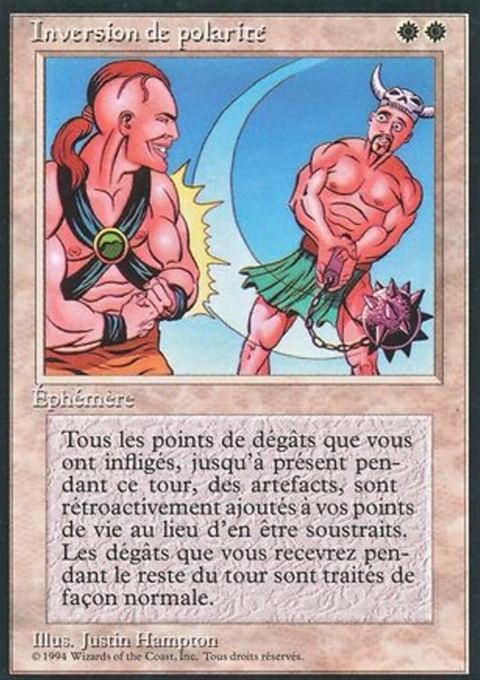 Inversion de polarité
Éphémère
Tous les points de dégâts que vous
ont infligés, jusqu'à présent pen-
dant ce tour, des artefacts, sont
rétroactivement ajoutés à vos points
de vie au lieu d'en être soustraits.
Les dégâts que vous recevrez pen-
dant le reste du tour sont traités de
façon normale.
Illus. Justin Hampton
© 1994 Wizards of the Coast, Inc. Tous droits réservés.